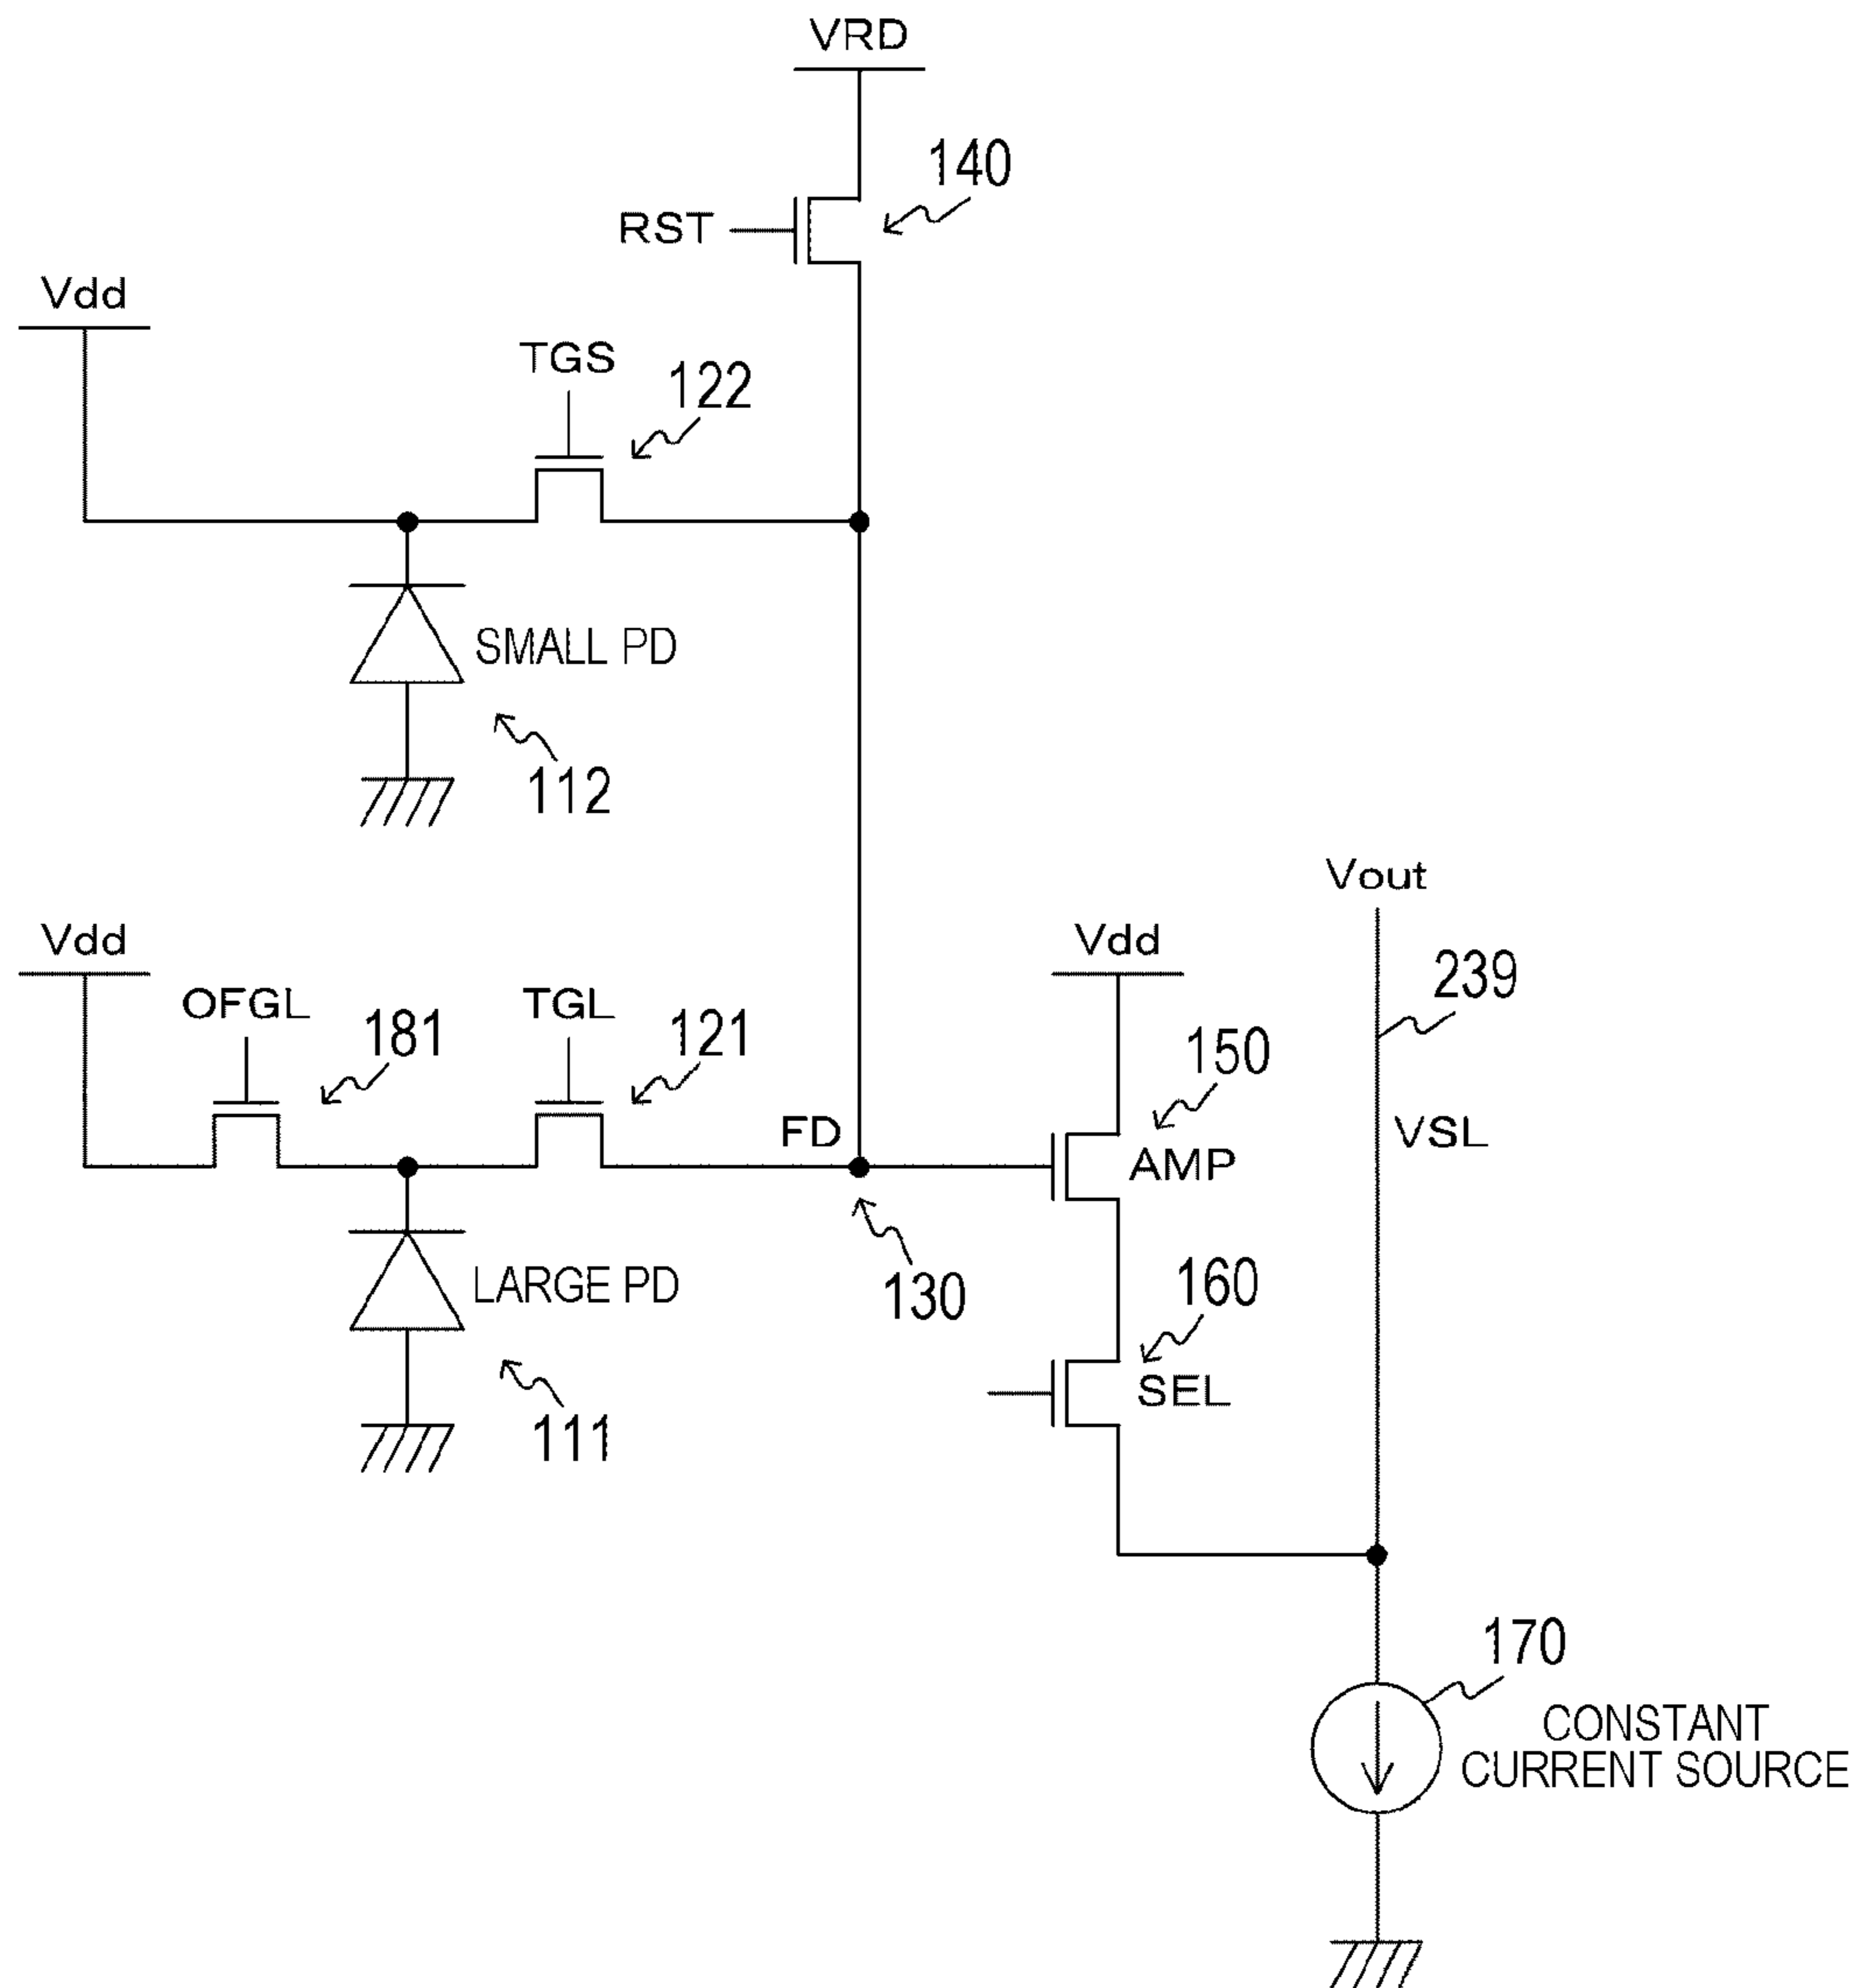 VRD
140
RST
Vdd
TGS
122
SMALL PD
112
Vout
Vdd
Vdd
239
OFGL
TGL
181
121
150
FD
AMP
VSL
LARGE PD
130
160
SEL
111
170
CONSTANT
CURRENT SOURCE